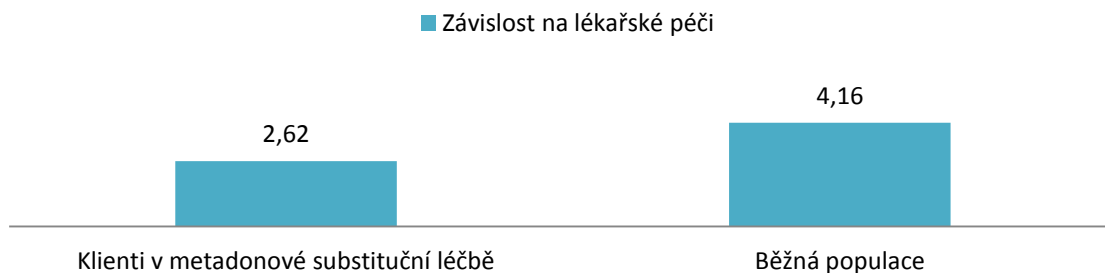 Závislost na lékařské péči
4,16
2,62
Klienti v metadonové substituční léčbě
Běžná populace